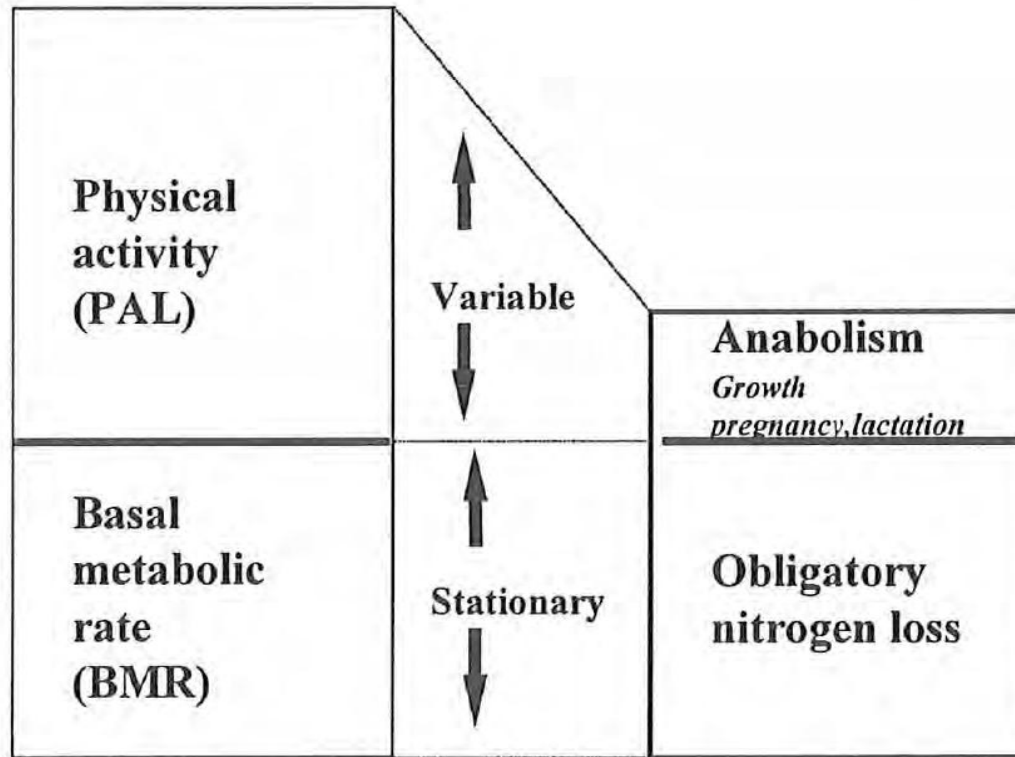 Physical
activity
(PAL)
Variable
Anabolism
Growth
pregnancy,lactation
Basal
metabolic
rate
(BMR)
Stationary
Obligatory
nitrogen loss